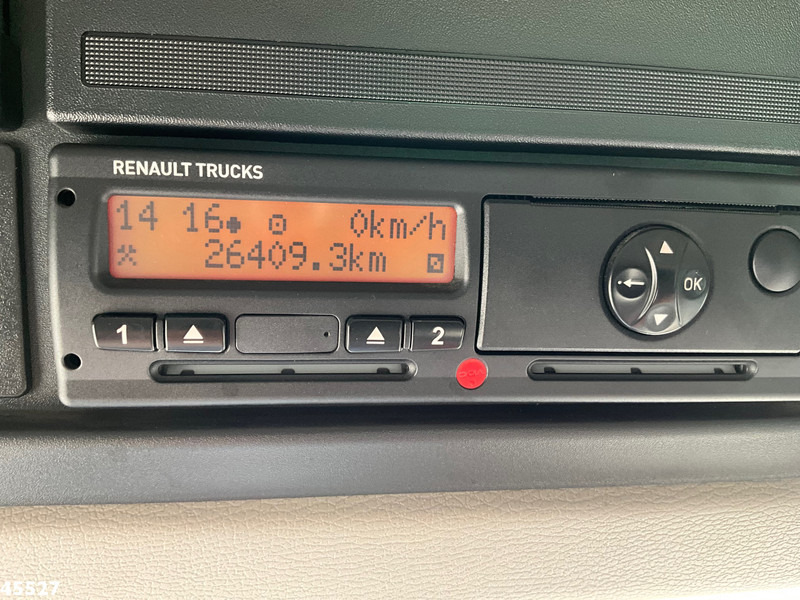 RENAULT TRUCKS
14 16 0km/h
26409.3km
1 2
OK
45527